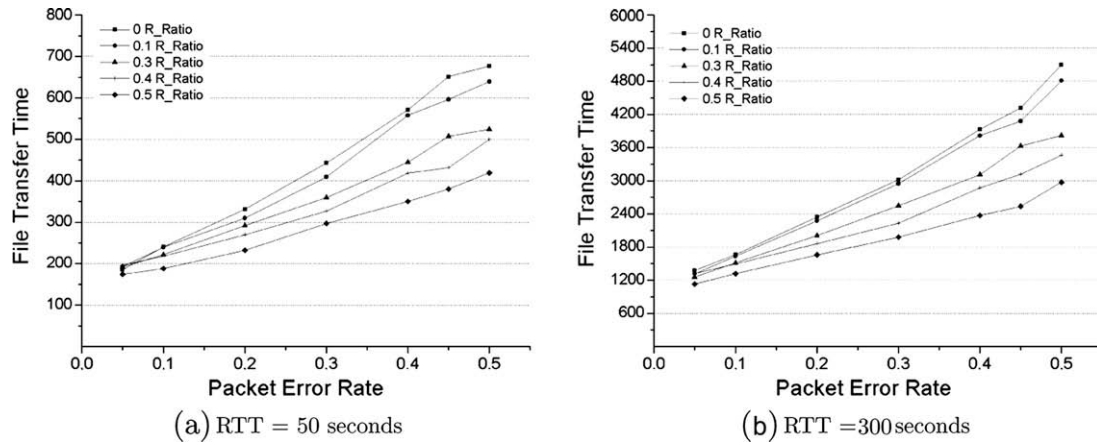 800
700
600
500
400
300
200
100
0.0 0.1 0.2 0.3 0.4 0.5
File Transfer Time
Packet Error Rate
0 R_Ratio
0.1 R_Ratio
0.3 R_Ratio
0.4 R_Ratio
0.5 R_Ratio
(a) RTT = 50 seconds
6000
5400
4800
4200
3600
3000
2400
1800
1200
600
0.0 0.1 0.2 0.3 0.4 0.5
File Transfer Time
Packet Error Rate
0 R_Ratio
0.1 R_Ratio
0.3 R_Ratio
0.4 R_Ratio
0.5 R_Ratio
(b) RTT =300 seconds